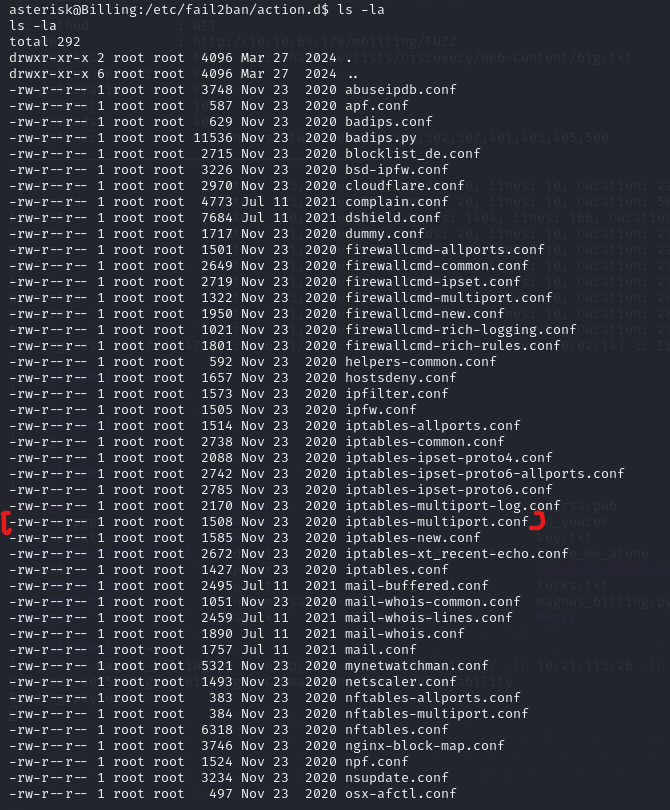 asterisk@Billing:/etc/fail2ban/action.d$ ls -la
ls -la
total 292
drwxr-xr-x 2 root root  4096 Mar 27  2024 .
drwxr-xr-x 6 root root  4096 Mar 27  2024 ..
-rw-r--r-- 1 root root  3748 Nov 23  2020 abuseipdb.conf
-rw-r--r-- 1 root root   587 Nov 23  2020 apf.conf
-rw-r--r-- 1 root root   629 Nov 23  2020 badips.conf
-rw-r--r-- 1 root root 11536 Nov 23  2020 badips.py
-rw-r--r-- 1 root root  2715 Nov 23  2020 blocklist_de.conf
-rw-r--r-- 1 root root  3226 Nov 23  2020 bsd-ipfw.conf
-rw-r--r-- 1 root root  2970 Nov 23  2020 cloudflare.conf
-rw-r--r-- 1 root root  4773 Jul 11  2021 complain.conf
-rw-r--r-- 1 root root  7684 Jul 11  2021 dshield.conf
-rw-r--r-- 1 root root  1717 Nov 23  2020 dummy.conf
-rw-r--r-- 1 root root  1501 Nov 23  2020 firewallcmd-allports.conf
-rw-r--r-- 1 root root  2649 Nov 23  2020 firewallcmd-common.conf
-rw-r--r-- 1 root root  2719 Nov 23  2020 firewallcmd-ipset.conf
-rw-r--r-- 1 root root  1322 Nov 23  2020 firewallcmd-multiport.conf
-rw-r--r-- 1 root root  1950 Nov 23  2020 firewallcmd-new.conf
-rw-r--r-- 1 root root  1021 Nov 23  2020 firewallcmd-rich-logging.conf
-rw-r--r-- 1 root root  1801 Nov 23  2020 firewallcmd-rich-rules.conf
-rw-r--r-- 1 root root   592 Nov 23  2020 helpers-common.conf
-rw-r--r-- 1 root root  1657 Nov 23  2020 hostsdeny.conf
-rw-r--r-- 1 root root  1573 Nov 23  2020 ipfilter.conf
-rw-r--r-- 1 root root  1505 Nov 23  2020 ipfw.conf
-rw-r--r-- 1 root root  1514 Nov 23  2020 iptables-allports.conf
-rw-r--r-- 1 root root  2738 Nov 23  2020 iptables-common.conf
-rw-r--r-- 1 root root  2088 Nov 23  2020 iptables-ipset-proto4.conf
-rw-r--r-- 1 root root  2742 Nov 23  2020 iptables-ipset-proto6-allports.conf
-rw-r--r-- 1 root root  2785 Nov 23  2020 iptables-ipset-proto6.conf
-rw-r--r-- 1 root root  2170 Nov 23  2020 iptables-multiport-log.conf
-rw-r--r-- 1 root root  1508 Nov 23  2020 iptables-multiport.conf
-rw-r--r-- 1 root root  1585 Nov 23  2020 iptables-new.conf
-rw-r--r-- 1 root root  2672 Nov 23  2020 iptables-xt_recent-echo.conf
-rw-r--r-- 1 root root  1427 Nov 23  2020 iptables.conf
-rw-r--r-- 1 root root  2495 Jul 11  2021 mail-buffered.conf
-rw-r--r-- 1 root root  1051 Nov 23  2020 mail-whois-common.conf
-rw-r--r-- 1 root root  2459 Jul 11  2021 mail-whois-lines.conf
-rw-r--r-- 1 root root  1890 Jul 11  2021 mail-whois.conf
-rw-r--r-- 1 root root  1757 Jul 11  2021 mail.conf
-rw-r--r-- 1 root root  5321 Nov 23  2020 mynetwatchman.conf
-rw-r--r-- 1 root root  1493 Nov 23  2020 netscaler.conf
-rw-r--r-- 1 root root   383 Nov 23  2020 nftables-allports.conf
-rw-r--r-- 1 root root   384 Nov 23  2020 nftables-multiport.conf
-rw-r--r-- 1 root root  6318 Nov 23  2020 nftables.conf
-rw-r--r-- 1 root root  3746 Nov 23  2020 nginx-block-map.conf
-rw-r--r-- 1 root root  1524 Nov 23  2020 npf.conf
-rw-r--r-- 1 root root  3234 Nov 23  2020 nsupdate.conf
-rw-r--r-- 1 root root   497 Nov 23  2020 osx-afctl.conf